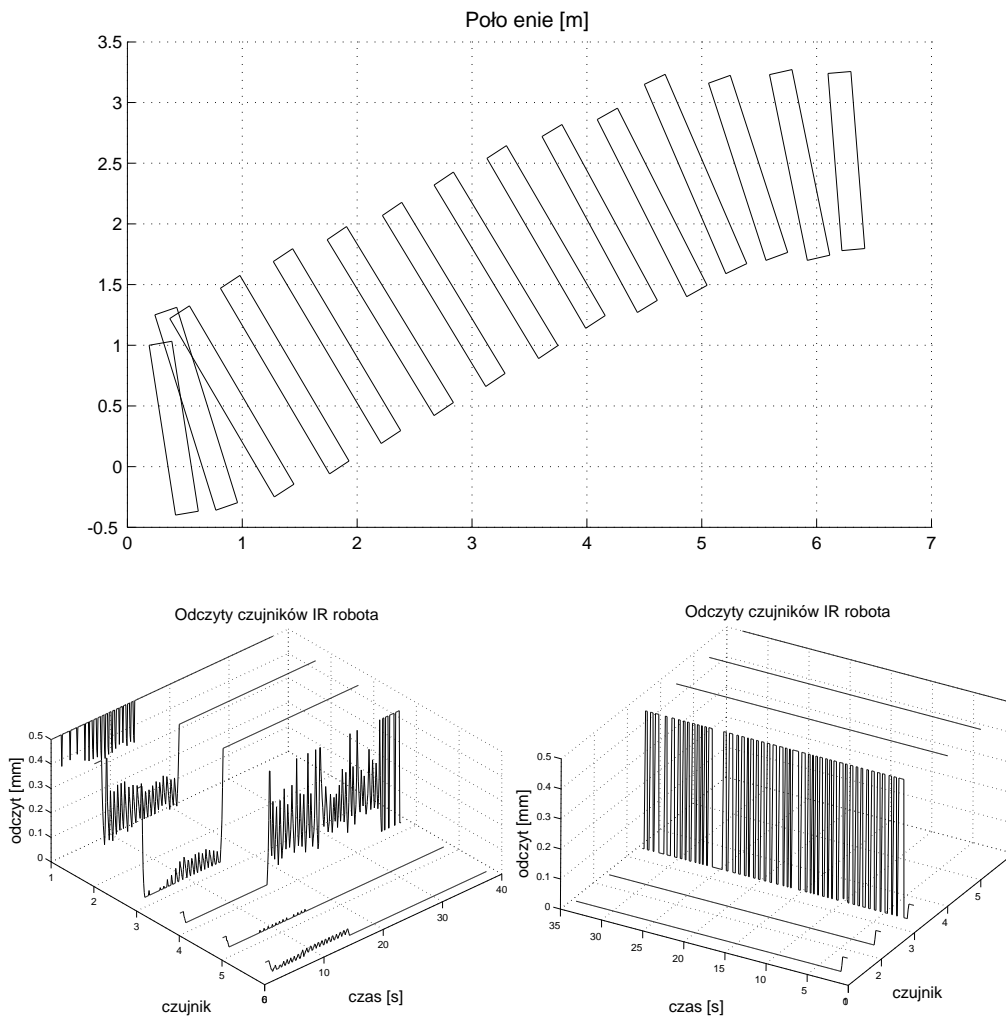 Poło enie [m]
3.5
3
2.5
2
1.5
1
0.5
0
-0.5
0 1 2 3 4 5 6 7
Odczyty czujników IR robota
0.5
0.4
0.3
0.2
0.1
0
odczyt [mm]
1 2 3 4 5 6
czujnik
0 10 20 30 40
czas [s]
Odczyty czujników IR robota
0.5
0.4
0.3
0.2
0.1
0
odczyt [mm]
35 30 25 20 15 10 5 0
czas [s]
1 2 3 4 5
czujnik